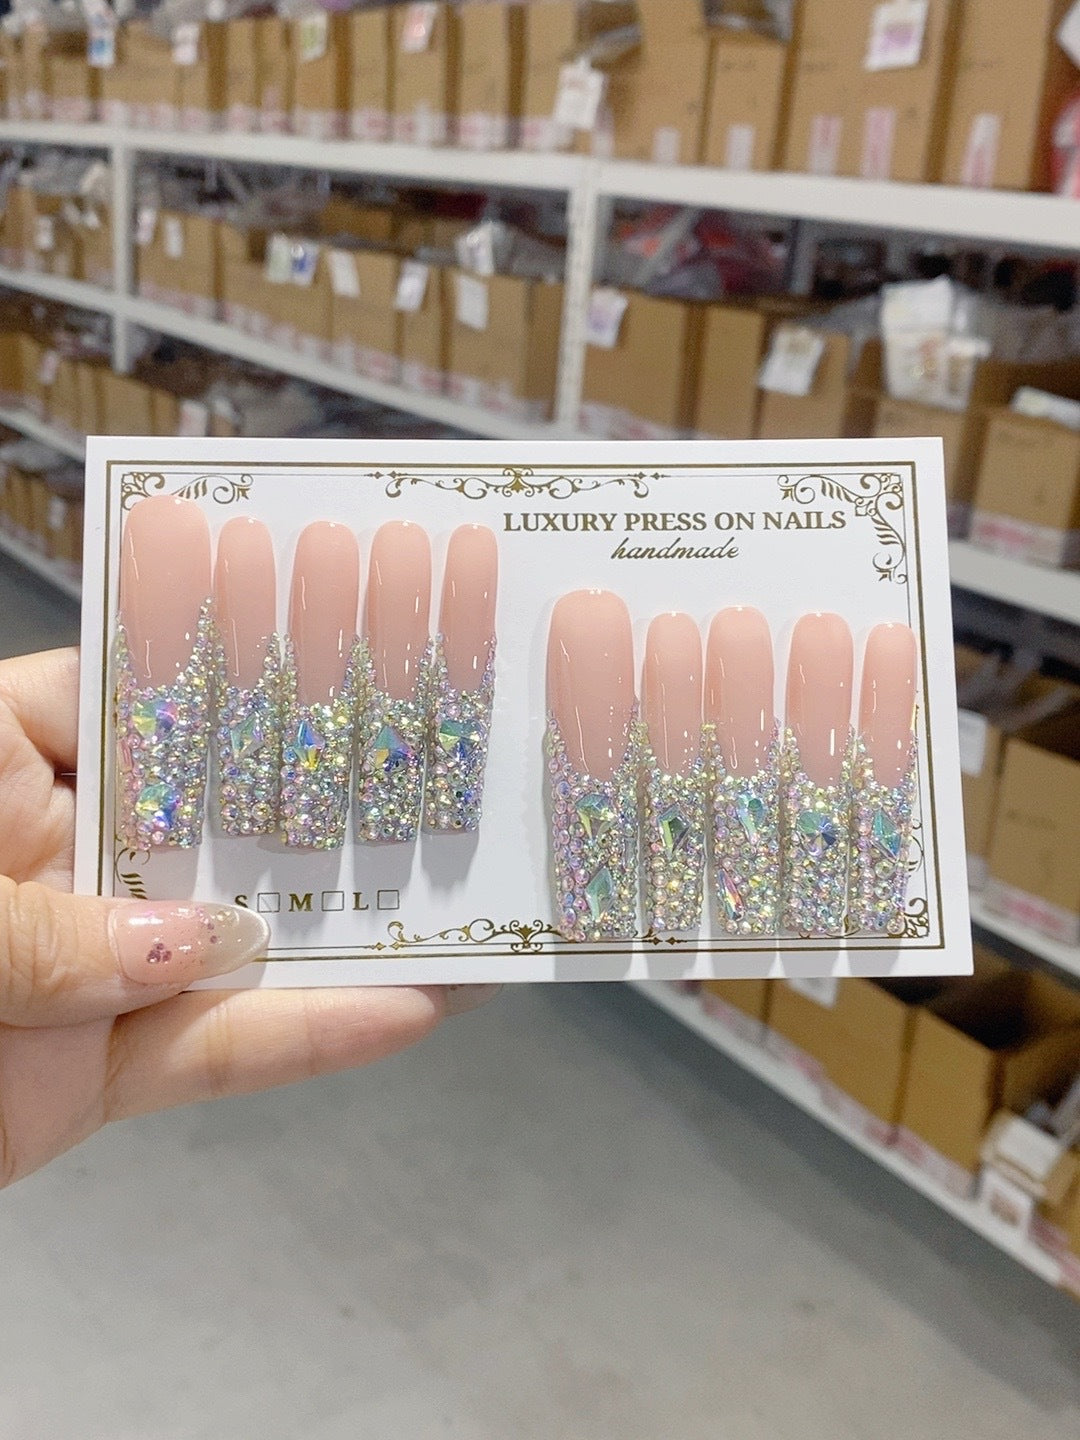 LUXURY PRESS ON NAILS
handmade
S☐ M☐ L☐